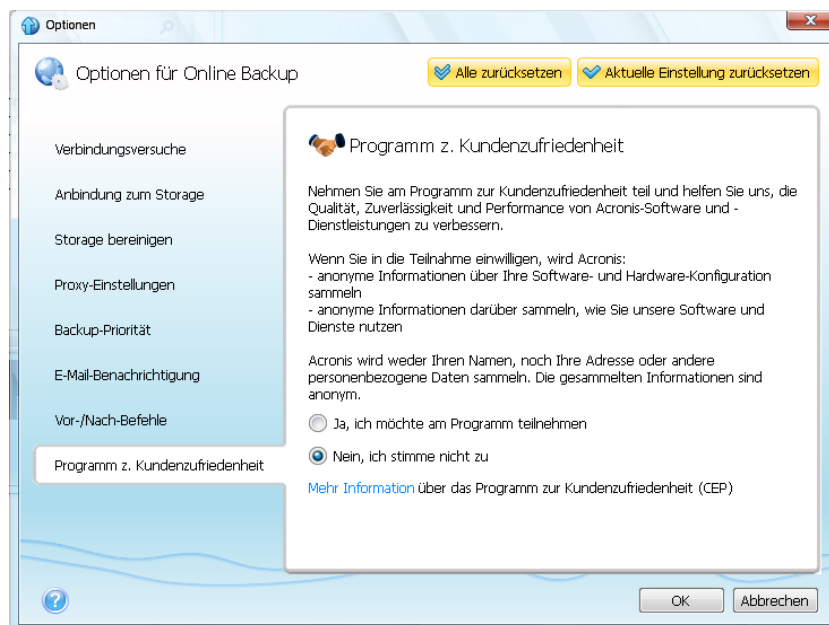 Optionen
Optionen für Online Backup
Alle zurücksetzen
Aktuelle Einstellung zurücksetzen
Verbindungsversuche
Anbindung zum Storage
Storage bereinigen
Proxy-Einstellungen
Backup-Priorität
E-Mail-Benachrichtigung
Vor-/Nach-Befehle
Programm z. Kundenzufriedenheit
Programm z. Kundenzufriedenheit
Nehmen Sie am Programm zur Kundenzufriedenheit teil und helfen Sie uns, die
Qualität, Zuverlässigkeit und Performance von Acronis-Software und -
Dienstleistungen zu verbessern.
Wenn Sie in die Teilnahme einwilligen, wird Acronis:
- anonyme Informationen über Ihre Software- und Hardware-Konfiguration
sammeln
- anonyme Informationen darüber sammeln, wie Sie unsere Software und
Dienste nutzen
Acronis wird weder Ihren Namen, noch Ihre Adresse oder andere
personenbezogene Daten sammeln. Die gesammelten Informationen sind
anonym.
Ja, ich möchte am Programm teilnehmen
Nein, ich stimme nicht zu
Mehr Information über das Programm zur Kundenzufriedenheit (CEP)
OK
Abbrechen